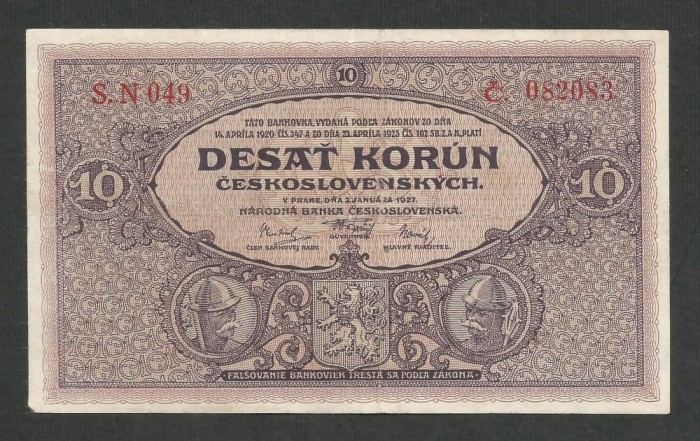 10
S. N 049
č. 082083
TÁTO BANKOVKA, VYDANÁ PODĽA ZÁKONOV ZO DŇA
14. APRÍLA 1920 ČÍS. 347 A ZO DŇA 23. APRÍLA 1925 ČÍS. 107 SB. Z. A N. PLATÍ
DESAŤ KORÚN
ČESKOSLOVENSKÝCH.
10
10
V PRAHE, DŇA 2. JANUÁRA 1927.
NÁRODNÁ BANKA ČESKOSLOVENSKÁ.
GUVERNÉR.
ČLEN BANKOVEJ RADY.
HLAVNÝ RIADITEĽ.
FALŠOVANIE BANKOVIEK TRESTÁ SA PODĽA ZÁKONA